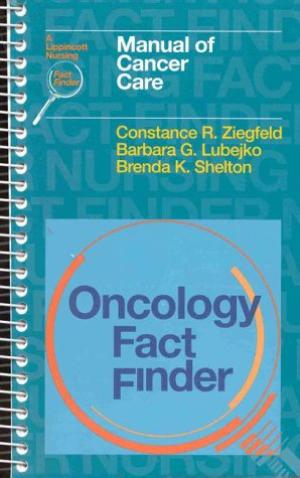 A
Lippincott
Nursing
Fact
Finder
Manual of
Cancer
Care
Constance R. Ziegfeld
Barbara G. Lubejko
Brenda K. Shelton
Oncology
Fact
Finder